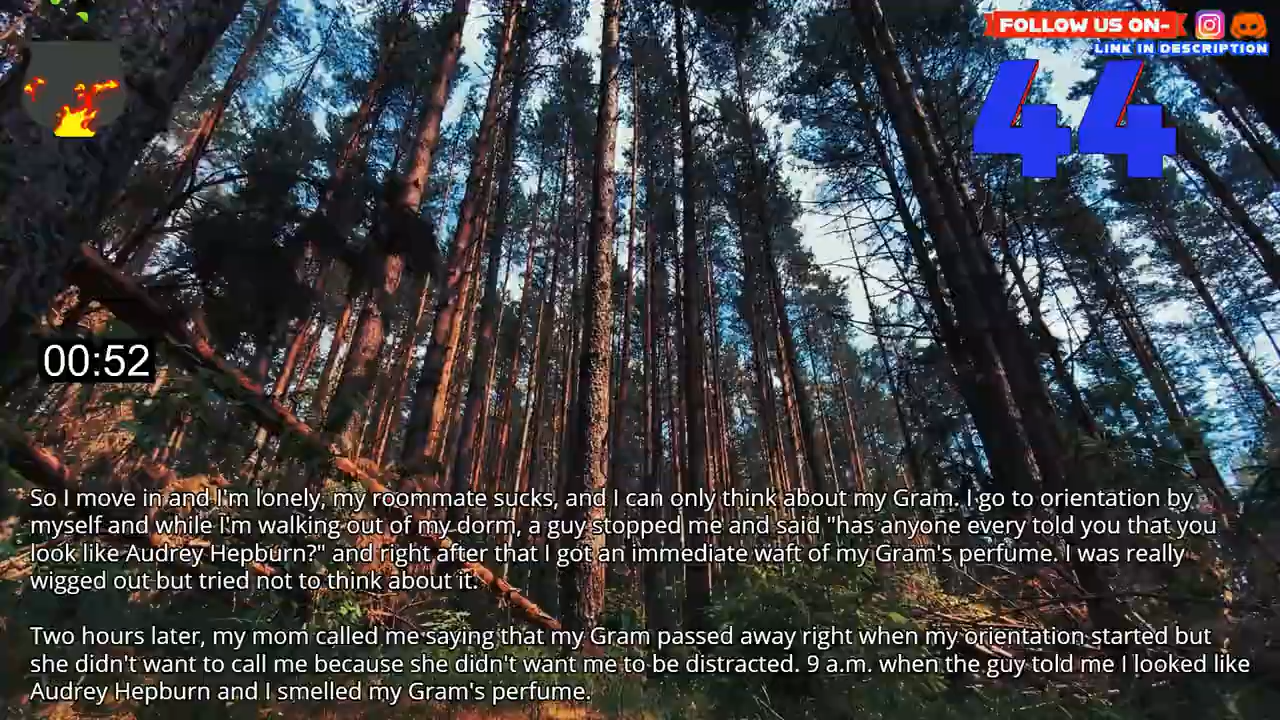 FOLLOW US ON-
LINK IN DESCRIPTION
44
00:52
So I move in and I'm lonely, my roommate sucks, and I can only think about my Gram. I go to orientation by
myself and while I'm walking out of my dorm, a guy stopped me and said "has anyone every told you that you
look like Audrey Hepburn?" and right after that I got an immediate waft of my Gram's perfume. I was really
wigged out but tried not to think about it.
Two hours later, my mom called me saying that my Gram passed away right when my orientation started but
she didn't want to call me because she didn't want me to be distracted. 9 a.m. when the guy told me I looked like
Audrey Hepburn and I smelled my Gram's perfume.